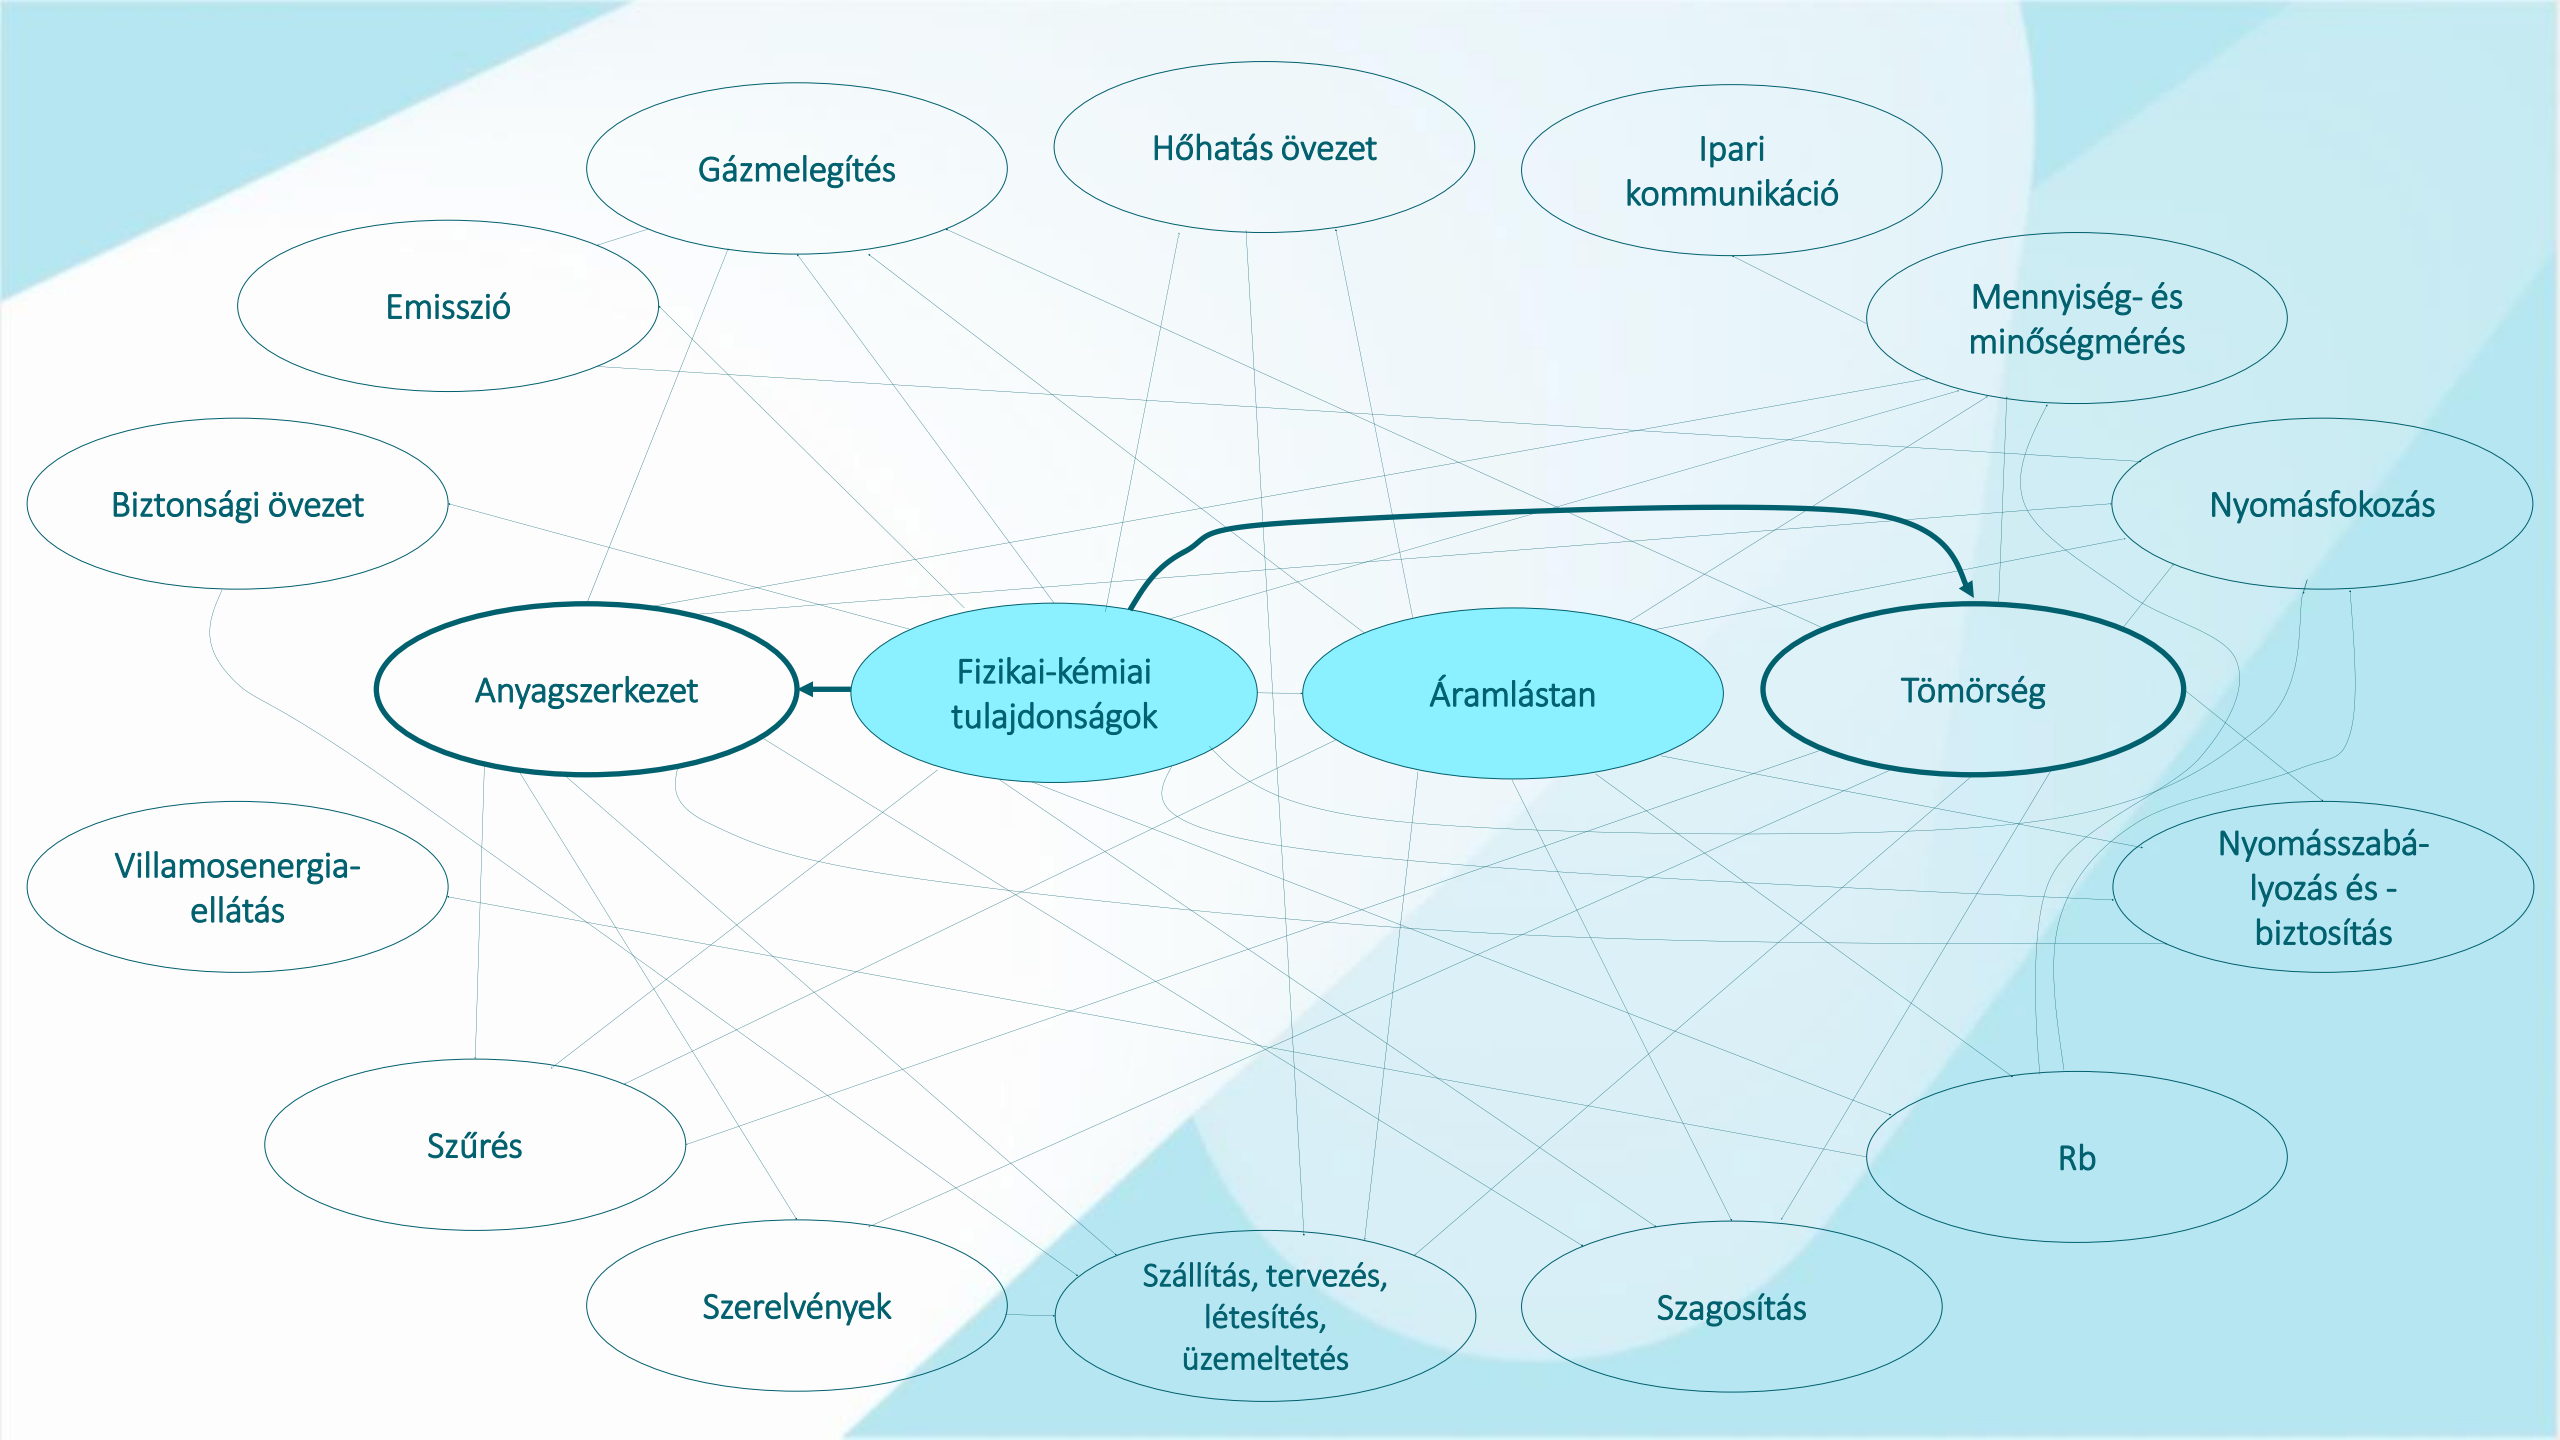 Gázmelegítés
Hőhatás övezet
Ipari
kommunikáció
Emisszió
Mennyiség- és
minőségmérés
Biztonsági övezet
Nyomásfokozás
Anyagszerkezet
Fizikai-kémiai
tulajdonságok
Áramlástan
Tömörség
Villamosenergia-
ellátás
Nyomásszabá-
lyozás és -
biztosítás
Szűrés
Rb
Szerelvények
Szállítás, tervezés,
létesítés,
üzemeltetés
Szagosítás